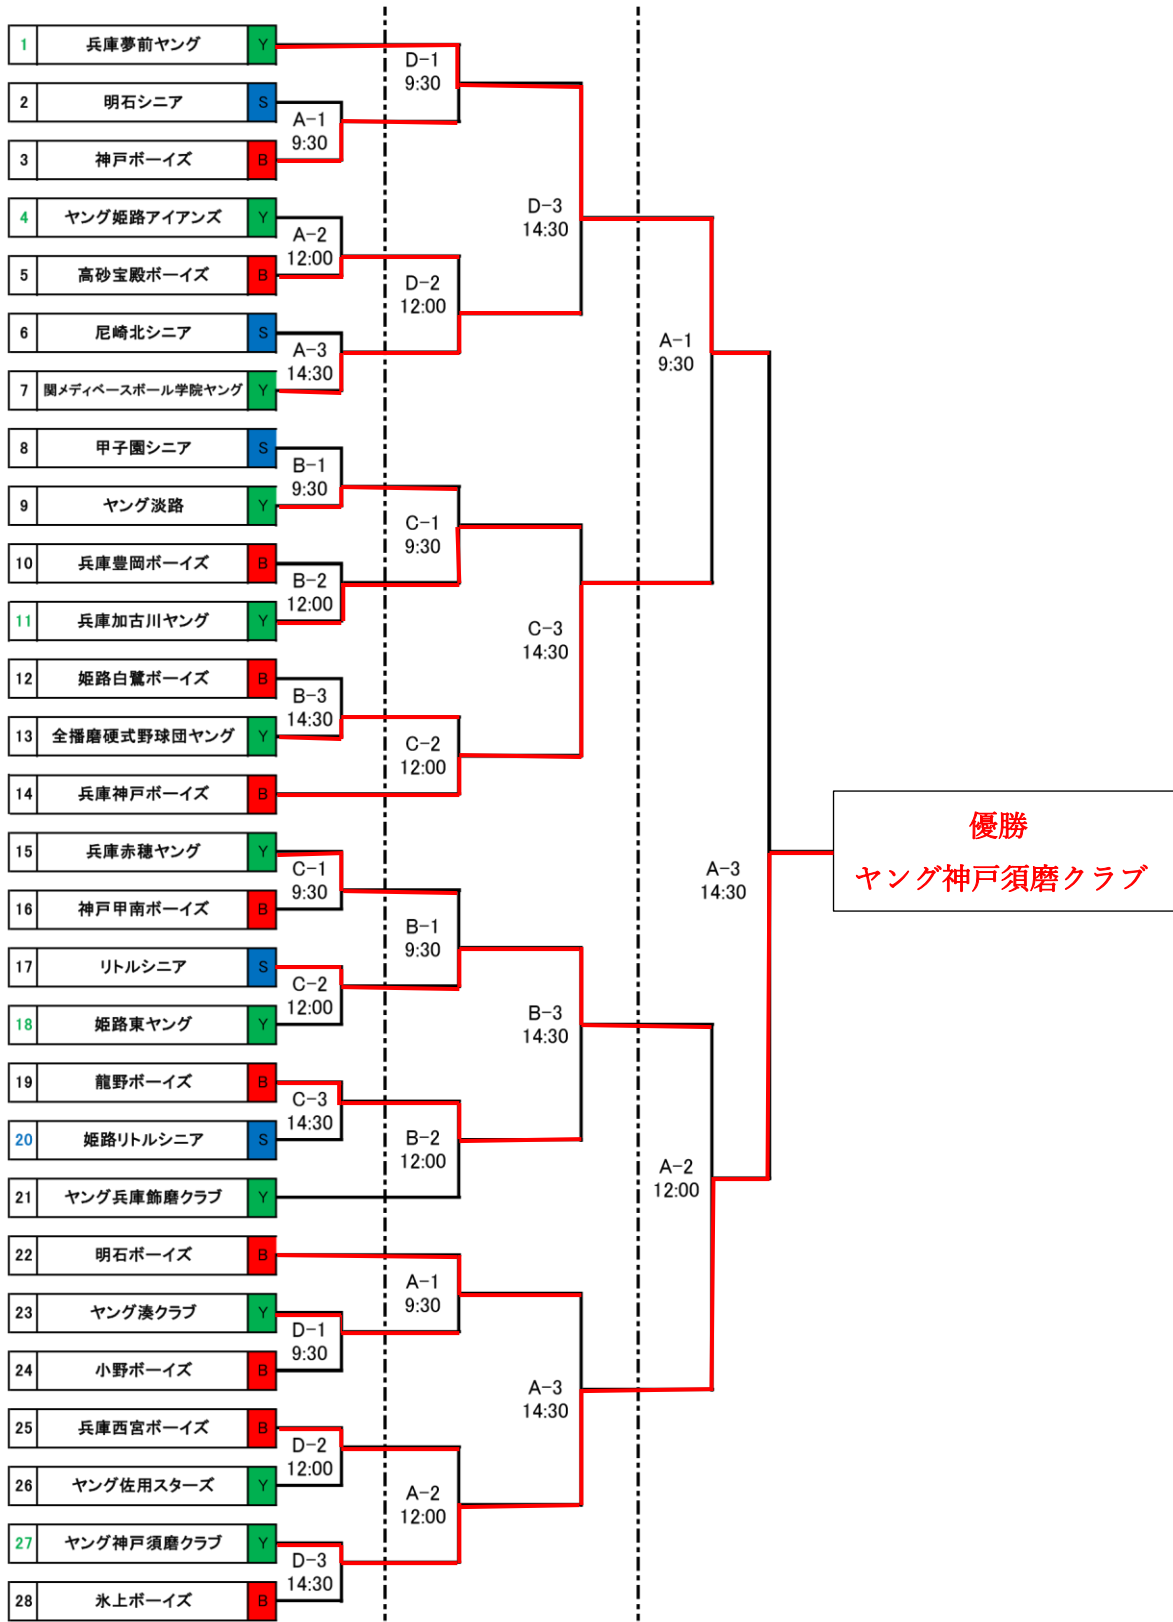 1 兵庫夢前ヤング Y
2 明石シニア S
3 神戸ボーイズ B
4 ヤング姫路アイアンズ Y
5 高砂宝殿ボーイズ B
6 尼崎北シニア S
7 関メディベースボール学院ヤング Y
8 甲子園シニア S
9 ヤング淡路 Y
10 兵庫豊岡ボーイズ B
11 兵庫加古川ヤング Y
12 姫路白鷺ボーイズ B
13 全播磨硬式野球団ヤング Y
14 兵庫神戸ボーイズ B
15 兵庫赤穂ヤング Y
16 神戸甲南ボーイズ B
17 リトルシニア S
18 姫路東ヤング Y
19 龍野ボーイズ B
20 姫路リトルシニア S
21 ヤング兵庫飾磨クラブ Y
22 明石ボーイズ B
23 ヤング湊クラブ Y
24 小野ボーイズ B
25 兵庫西宮ボーイズ B
26 ヤング佐用スターズ Y
27 ヤング神戸須磨クラブ Y
28 氷上ボーイズ B
A-1
9:30
A-2
12:00
A-3
14:30
B-1
9:30
B-2
12:00
B-3
14:30
C-1
9:30
C-2
12:00
C-3
14:30
D-1
9:30
D-2
12:00
D-3
14:30
D-1
9:30
D-2
12:00
C-1
9:30
C-2
12:00
B-1
9:30
B-2
12:00
A-1
9:30
A-2
12:00
D-3
14:30
C-3
14:30
B-3
14:30
A-3
14:30
A-1
9:30
A-2
12:00
A-3
14:30
優勝
ヤング神戸須磨クラブ